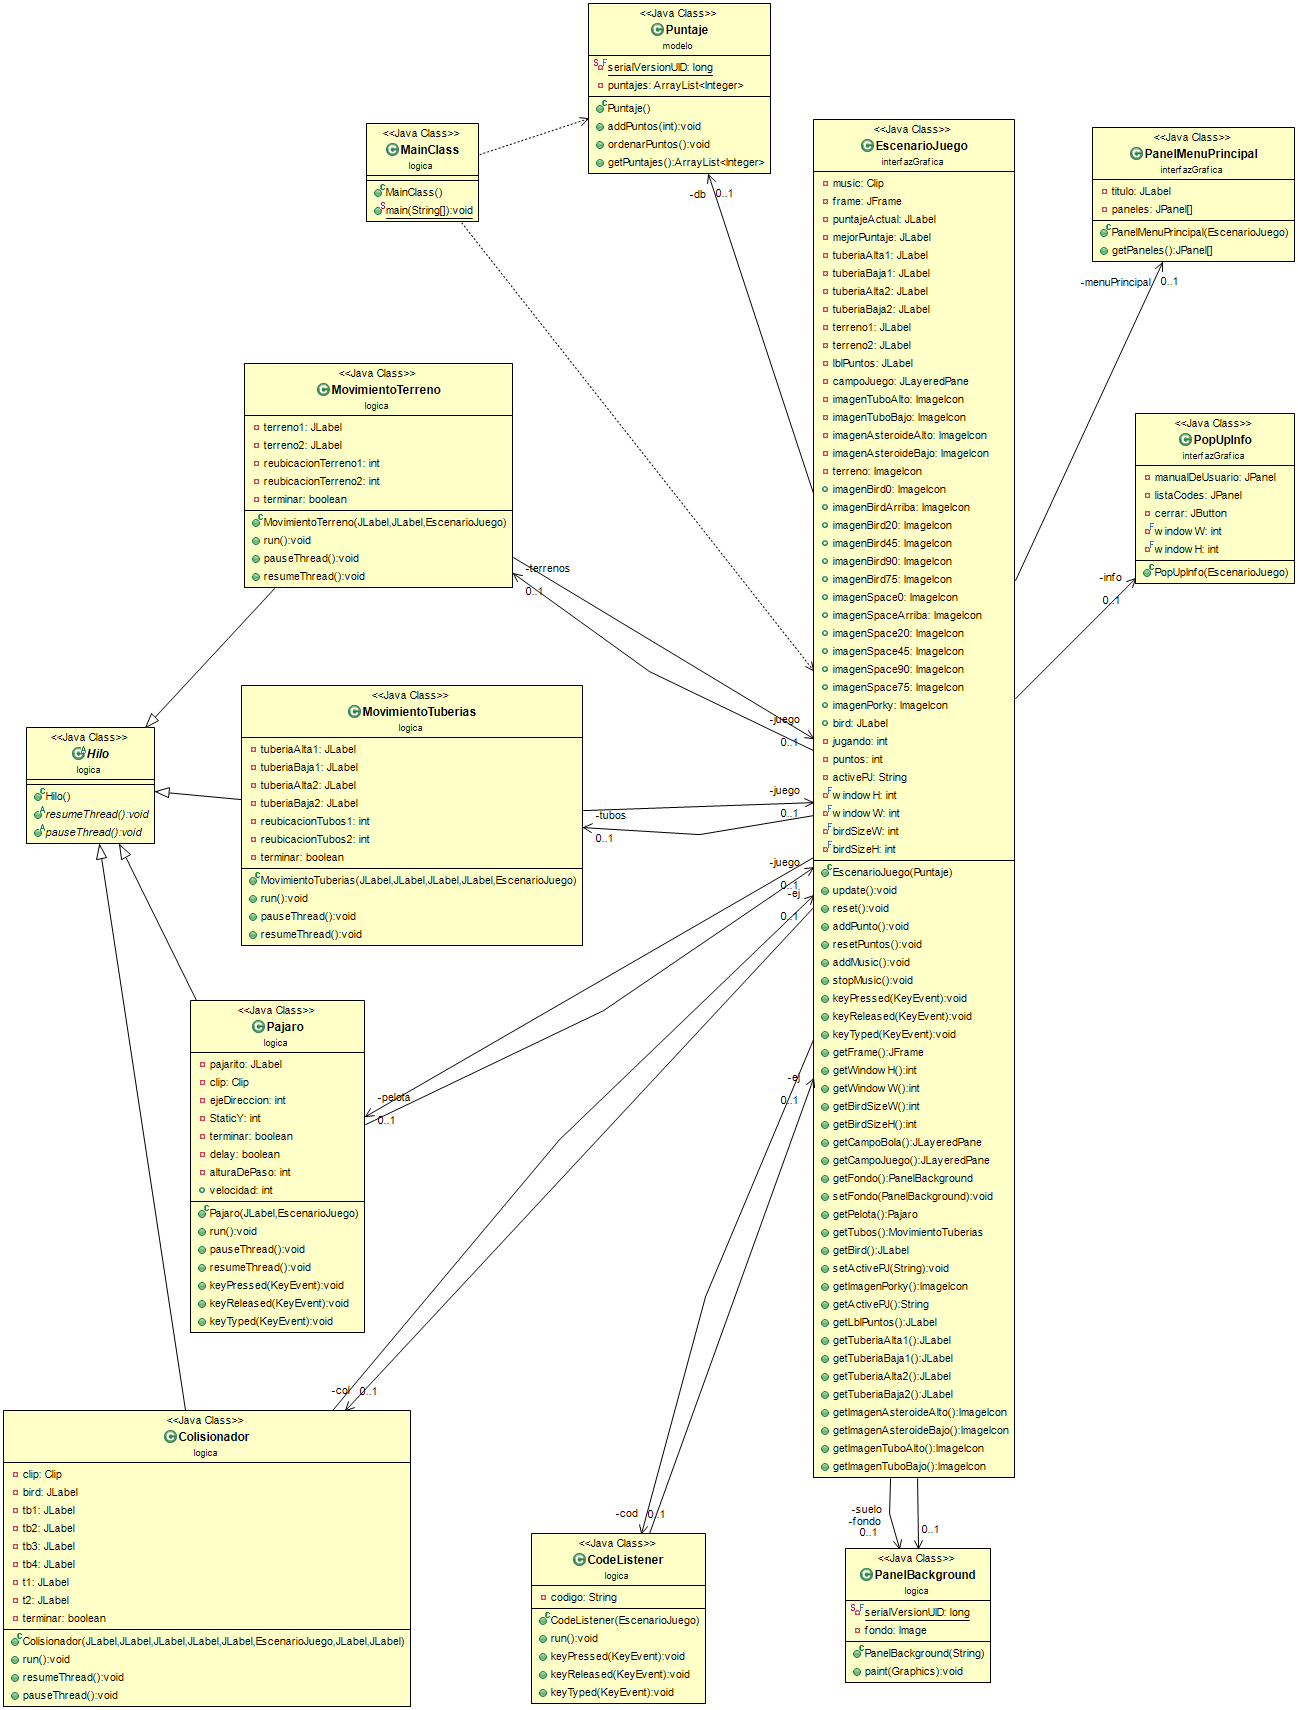 <<Java Class>>
Puntaje
modelo
serialVersionUID: long
puntajes: ArrayList<Integer>
Puntaje()
addPuntos(int):void
ordenarPuntos():void
getPuntajes():ArrayList<Integer>
<<Java Class>>
MainClass
logica
MainClass()
main(String[]):void
<<Java Class>>
EscenarioJuego
interfazGrafica
music: Clip
frame: JFrame
puntajeActual: JLabel
mejorPuntaje: JLabel
tuberiaAlta1: JLabel
tuberiaBaja1: JLabel
tuberiaAlta2: JLabel
tuberiaBaja2: JLabel
terreno1: JLabel
terreno2: JLabel
lblPuntos: JLabel
campoJuego: JLayeredPane
imagenTuboAlto: ImageIcon
imagenTuboBajo: ImageIcon
imagenAsteroideAlto: ImageIcon
imagenAsteroideBajo: ImageIcon
terreno: ImageIcon
imagenBird0: ImageIcon
imagenBirdArriba: ImageIcon
imagenBird20: ImageIcon
imagenBird45: ImageIcon
imagenBird90: ImageIcon
imagenBird75: ImageIcon
imagenSpace0: ImageIcon
imagenSpaceArriba: ImageIcon
imagenSpace20: ImageIcon
imagenSpace45: ImageIcon
imagenSpace90: ImageIcon
imagenSpace75: ImageIcon
imagenPorky: ImageIcon
bird: JLabel
jugando: int
puntos: int
activePJ: String
windowH: int
windowW: int
birdSizeW: int
birdSizeH: int
EscenarioJuego(Puntaje)
update():void
reset():void
addPunto():void
resetPuntos():void
addMusic():void
stopMusic():void
keyPressed(KeyEvent):void
keyReleased(KeyEvent):void
keyTyped(KeyEvent):void
getFrame():JFrame
getWindowH():int
getWindowW():int
getBirdSizeW():int
getBirdSizeH():int
getCampoBola():JLayeredPane
getCampoJuego():JLayeredPane
getFondo():PanelBackground
setFondo(PanelBackground):void
getPelota():Pajaro
getTubos():MovimientoTuberias
getBird():JLabel
setActivePJ(String):void
getImagenPorky():ImageIcon
getActivePJ():String
getLblPuntos():JLabel
getTuberiaAlta1():JLabel
getTuberiaBaja1():JLabel
getTuberiaAlta2():JLabel
getTuberiaBaja2():JLabel
getImagenAsteroideAlto():ImageIcon
getImagenAsteroideBajo():ImageIcon
getImagenTuboAlto():ImageIcon
getImagenTuboBajo():ImageIcon
<<Java Class>>
PanelMenuPrincipal
interfazGrafica
titulo: JLabel
paneles: JPanel[]
PanelMenuPrincipal(EscenarioJuego)
getPaneles():JPanel[]
-menuPrincipal 0..1
-db 0..1
<<Java Class>>
PopUpInfo
interfazGrafica
manualDeUsuario: JPanel
listaCodes: JPanel
cerrar: JButton
windowW: int
windowH: int
PopUpInfo(EscenarioJuego)
-info
0..1
<<Java Class>>
MovimientoTerreno
logica
terreno1: JLabel
terreno2: JLabel
reubicacionTerreno1: int
reubicacionTerreno2: int
terminar: boolean
MovimientoTerreno(JLabel,JLabel,EscenarioJuego)
run():void
pauseThread():void
resumeThread():void
-terrenos
0..1
-juego
0..1
<<Java Class>>
MovimientoTuberias
logica
tuberiaAlta1: JLabel
tuberiaBaja1: JLabel
tuberiaAlta2: JLabel
tuberiaBaja2: JLabel
reubicacionTubos1: int
reubicacionTubos2: int
terminar: boolean
MovimientoTuberias(JLabel,JLabel,JLabel,JLabel,EscenarioJuego)
run():void
pauseThread():void
resumeThread():void
-tubos
0..1
-juego
0..1
<<Java Class>>
Hilo
logica
Hilo()
resumeThread():void
pauseThread():void
-juego
0..1
-ej
0..1
<<Java Class>>
Pajaro
logica
pajarito: JLabel
clip: Clip
ejeDireccion: int
StaticY: int
terminar: boolean
delay: boolean
alturaDePaso: int
velocidad: int
Pajaro(JLabel,EscenarioJuego)
run():void
pauseThread():void
resumeThread():void
keyPressed(KeyEvent):void
keyReleased(KeyEvent):void
keyTyped(KeyEvent):void
-pelota
0..1
-ej
0..1
-col 0..1
<<Java Class>>
Colisionador
logica
clip: Clip
bird: JLabel
tb1: JLabel
tb2: JLabel
tb3: JLabel
tb4: JLabel
t1: JLabel
t2: JLabel
terminar: boolean
Colisionador(JLabel,JLabel,JLabel,JLabel,JLabel,EscenarioJuego,JLabel,JLabel)
run():void
resumeThread():void
pauseThread():void
-cod 0..1
<<Java Class>>
CodeListener
logica
codigo: String
CodeListener(EscenarioJuego)
run():void
keyPressed(KeyEvent):void
keyReleased(KeyEvent):void
keyTyped(KeyEvent):void
-suelo
-fondo
0..1
0..1
<<Java Class>>
PanelBackground
logica
serialVersionUID: long
fondo: Image
PanelBackground(String)
paint(Graphics):void